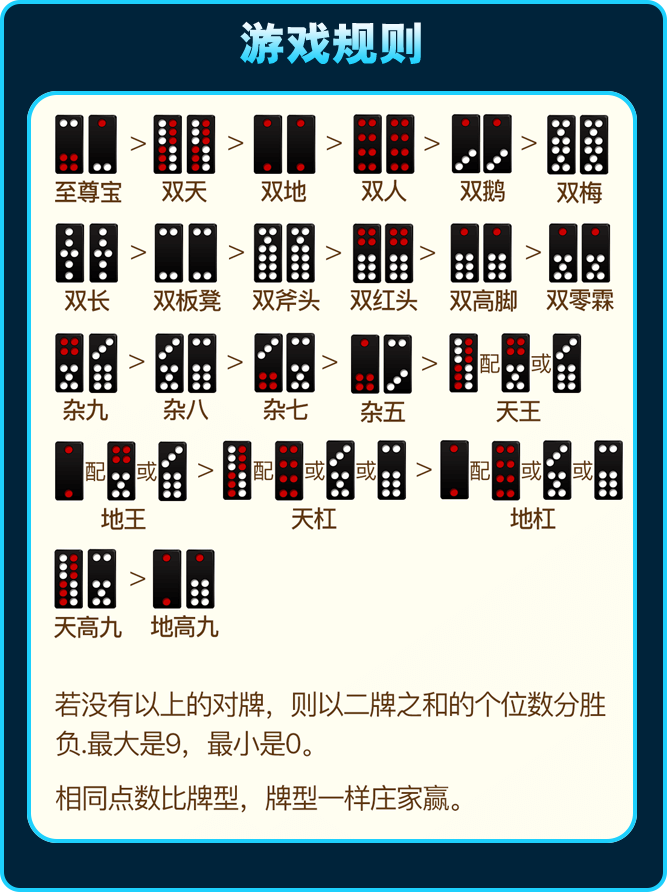 游戏规则
> > > > >
至尊宝 双天 双地 双人 双鹅 双梅
> > > > >
双长 双板凳 双斧头 双红头 双高脚 双零霖
> > > > 配 或
杂九 杂八 杂七 杂五 天王
配 或 > 配 或 或 > 配 或 或
地王 天杠 地杠
>
天高九 地高九
若没有以上的对牌，则以二牌之和的个位数分胜
负.最大是9，最小是0。
相同点数比牌型，牌型一样庄家赢。